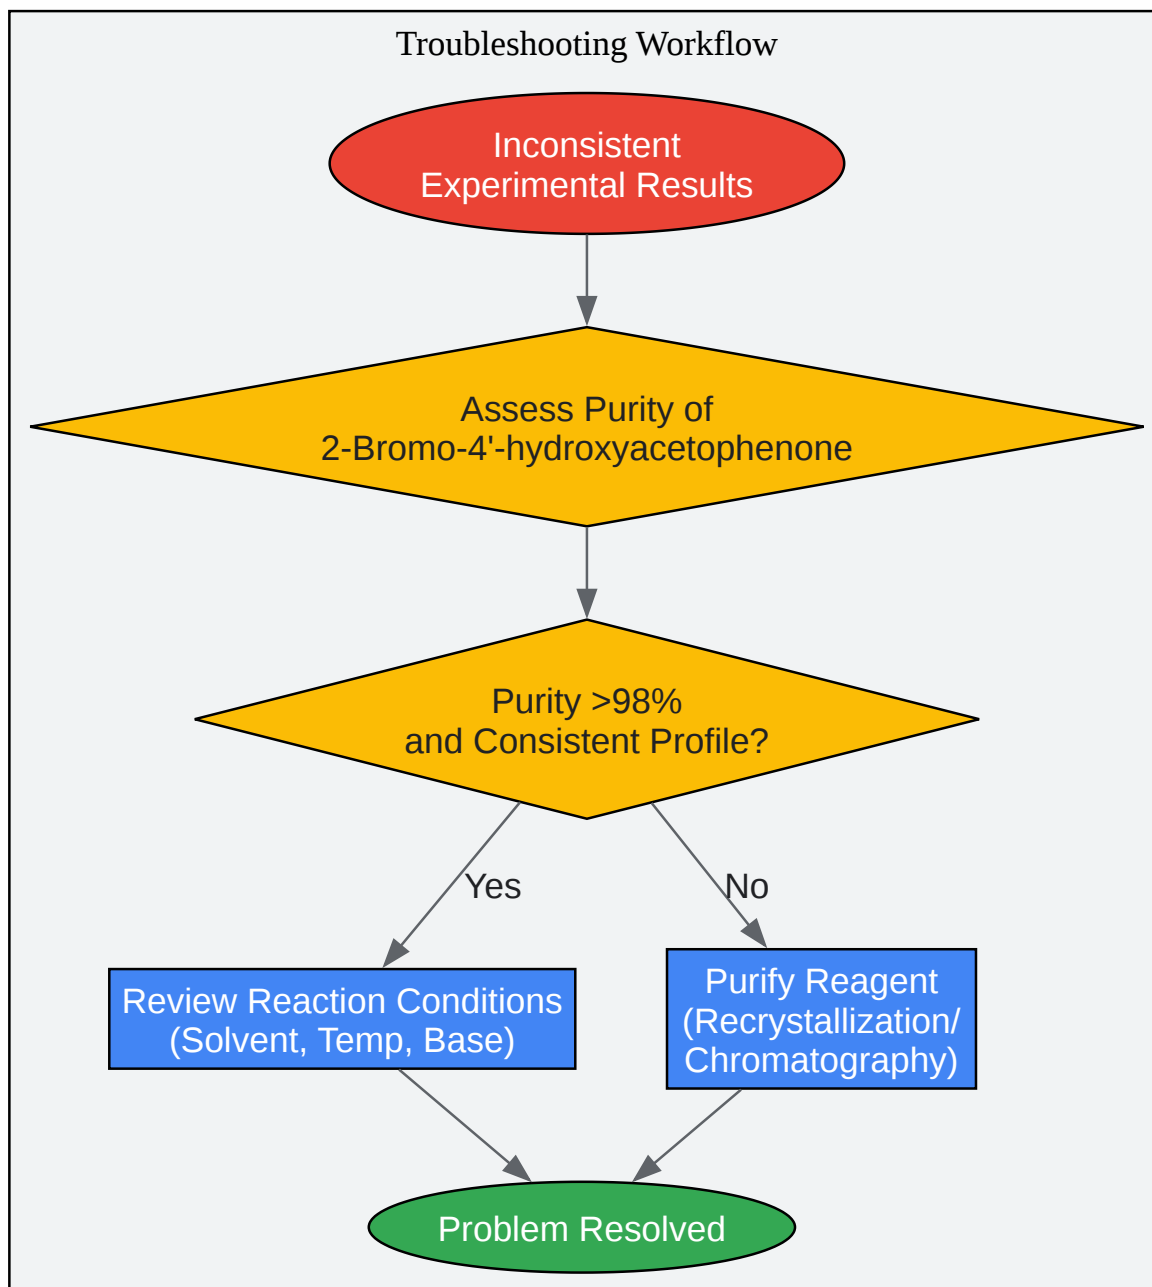 Troubleshooting Workflow
Inconsistent
Experimental Results
Assess Purity of
2-Bromo-4'-hydroxyacetophenone
Purity >98%
and Consistent Profile?
Yes
No
Review Reaction Conditions
(Solvent, Temp, Base)
Purify Reagent
(Recrystallization/
Chromatography)
Problem Resolved